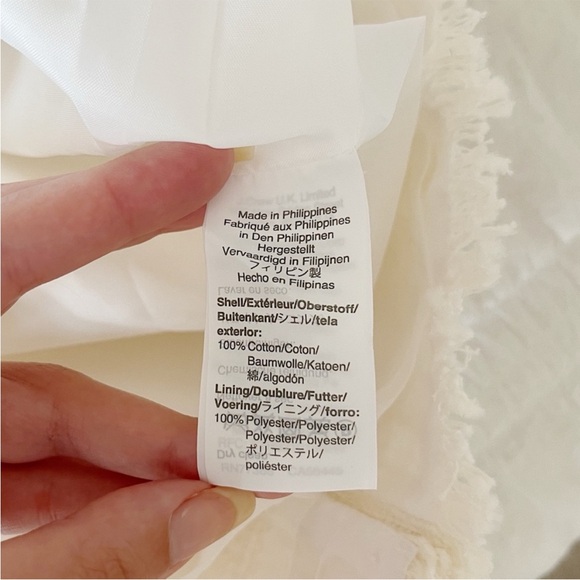 Made in Philippines
Fabriqué aux Philippines
in Den Philippinen
Hergestellt
Vervaardigd in Filipijnen
フィリピン製
Hecho en Filipinas
Shell/Extérieur/Oberstoff/
Buitenkant/シェル/tela
exterior:
100% Cotton/Coton/
Baumwolle/Katoen/
綿/algodón
Lining/Doublure/Futter/
Voering/ライニング/forro:
100% Polyester/Polyester/
Polyester/Polyester/
ポリエステル/
poliéster
Dry clean